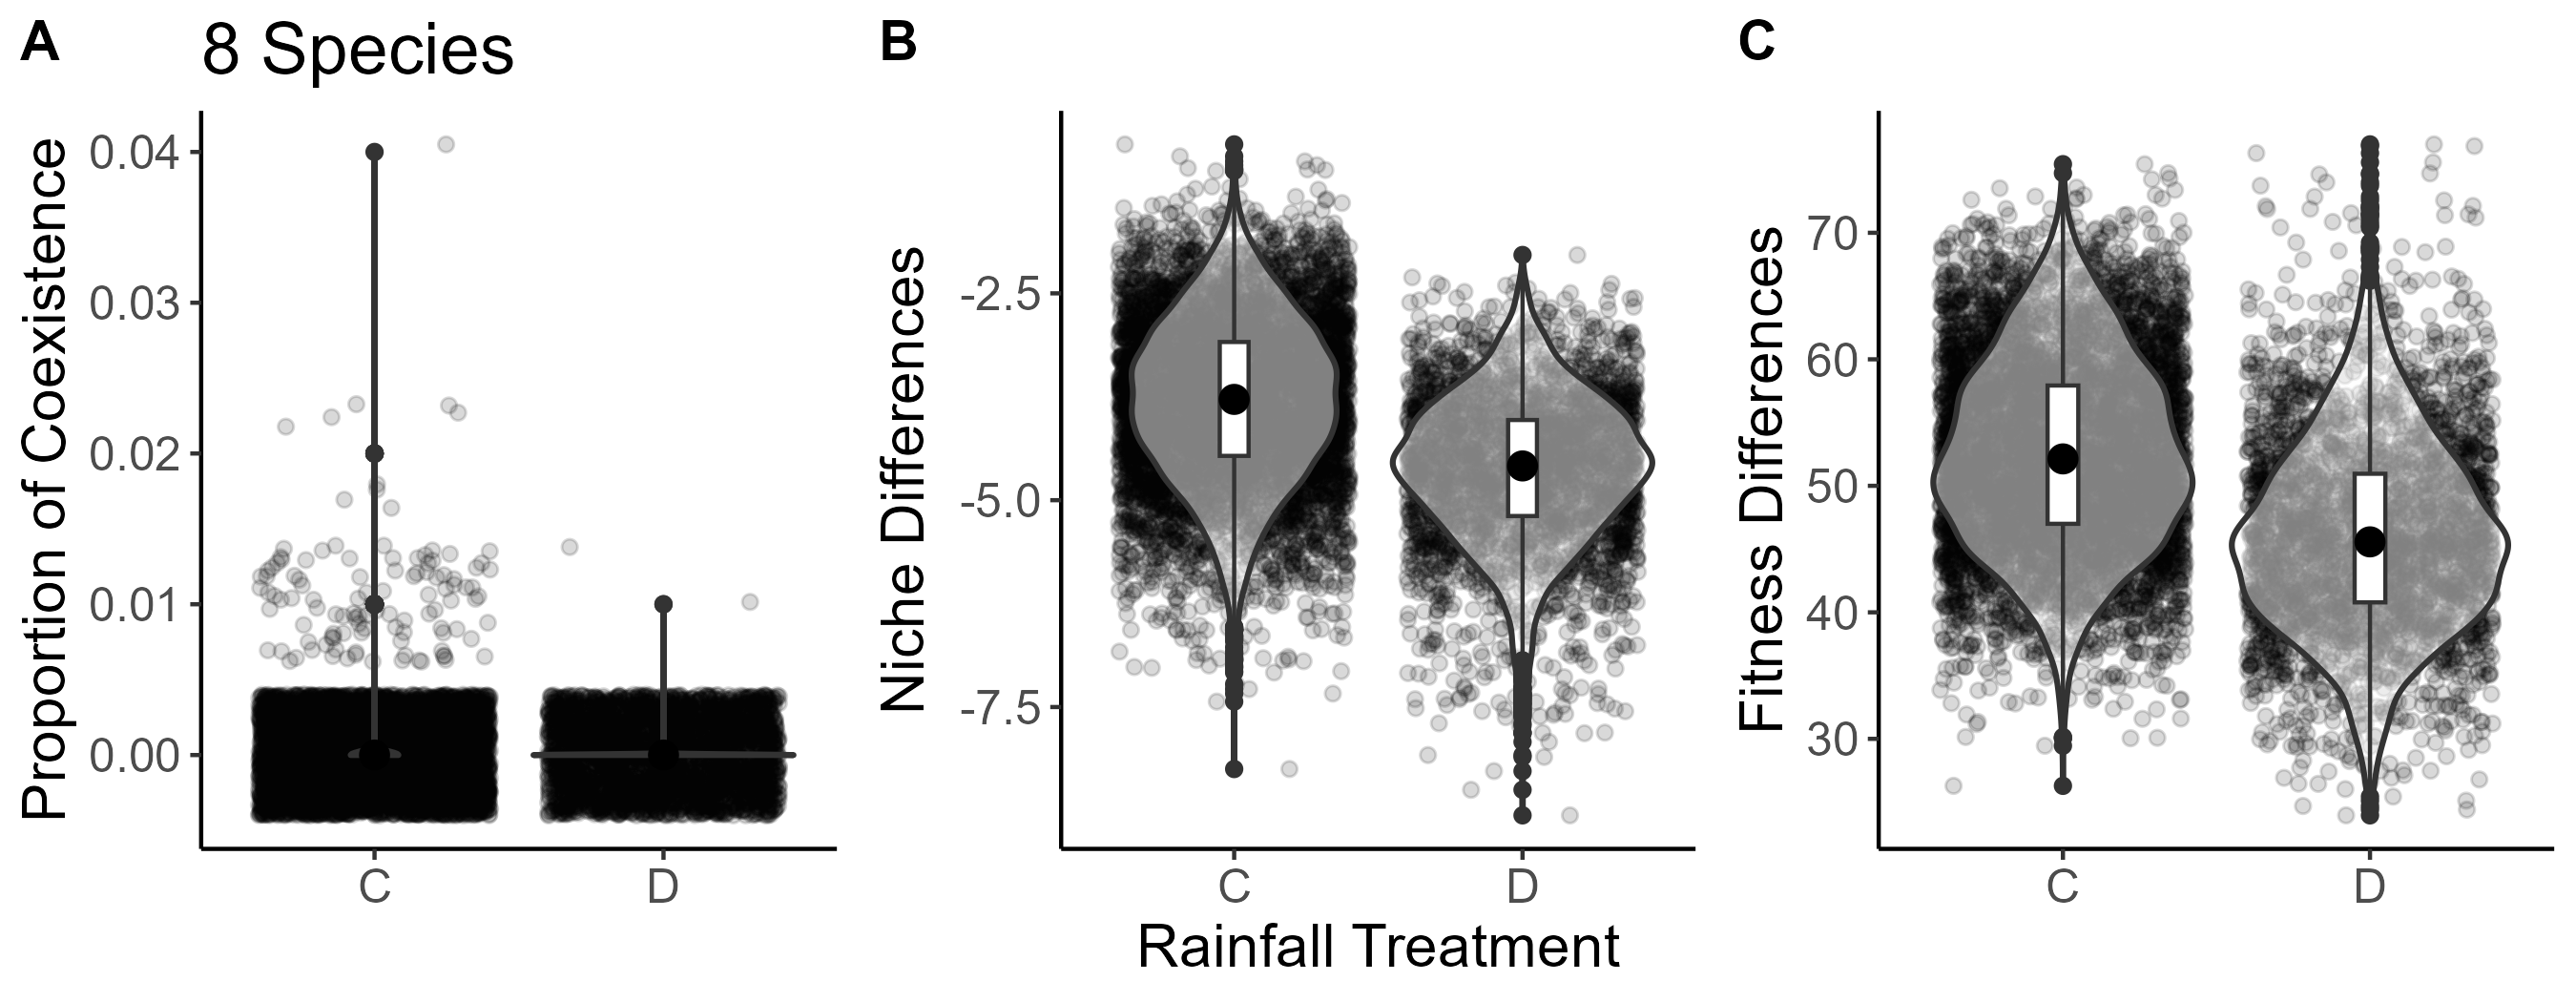 A
8 Species
Proportion of Coexistence
0.04
0.03
0.02
0.01
0.00
C
D
B
Niche Differences
-2.5
-5.0
-7.5
C
D
Rainfall Treatment
C
Fitness Differences
70
60
50
40
30
C
D